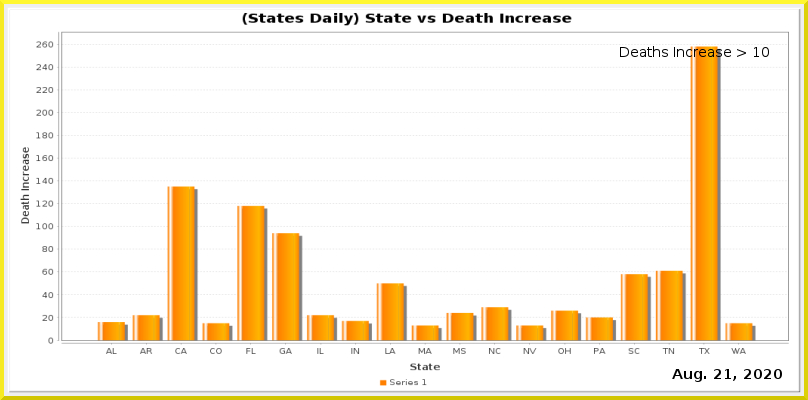 (States Daily) State vs Death Increase
Deaths Increase > 10
Death Increase
260
240
220
200
180
160
140
120
100
80
60
40
20
0
AL AR CA CO FL GA IL IN LA MA MS NC NV OH PA SC TN TX WA
State
Series 1
Aug. 21, 2020